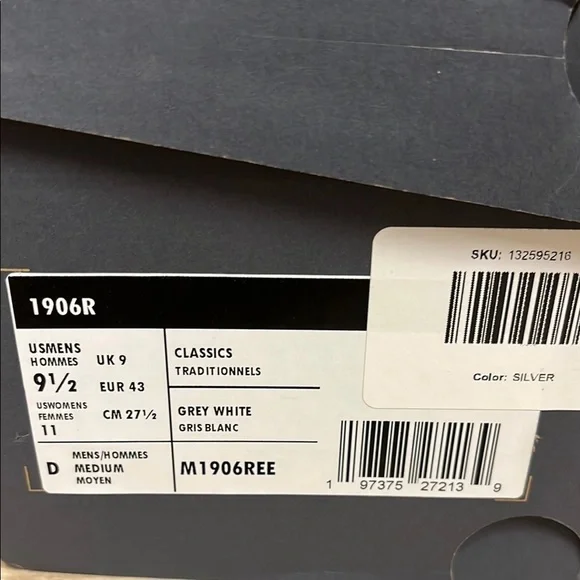 SKU: 132595216
Color: SILVER
1906R
USMENS
HOMMES
UK 9
9½
EUR 43
USWOMENS
FEMMES
CM 27½
11
CLASSICS
TRADITIONNELS
GREY WHITE
GRIS BLANC
D
MENS/HOMMES
MEDIUM
MOYEN
M1906REE
1 97375 27213 9